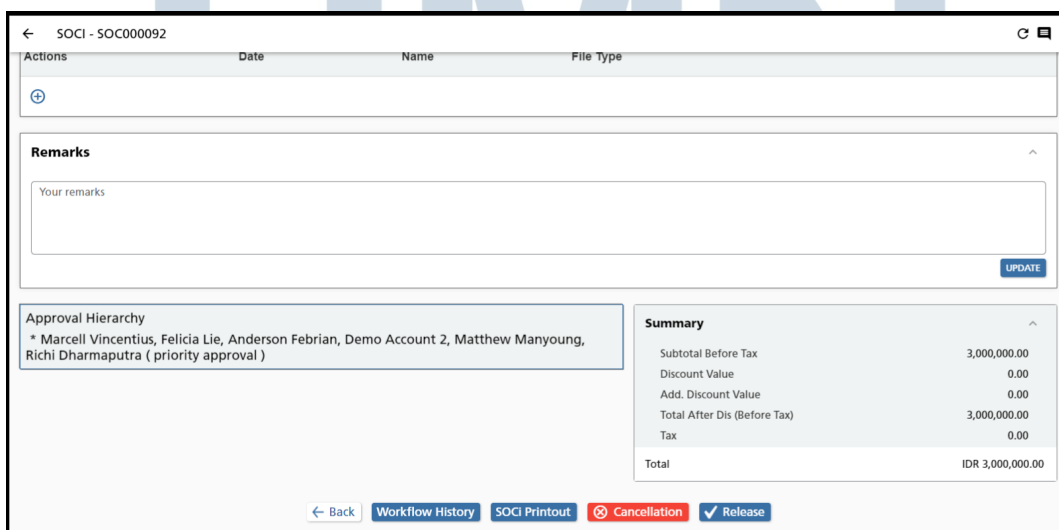 SOCI - SOC000092
Actions Date Name File Type
Remarks
Your remarks
UPDATE
Approval Hierarchy
* Marcell Vincentius, Felicia Lie, Anderson Febrian, Demo Account 2, Matthew Manyoung,
Richi Dharmaputra ( priority approval )
Summary
Subtotal Before Tax 3,000,000.00
Discount Value 0.00
Add. Discount Value 0.00
Total After Dis (Before Tax) 3,000,000.00
Tax 0.00
Total IDR 3,000,000.00
Back Workflow History SOCi Printout Cancellation Release